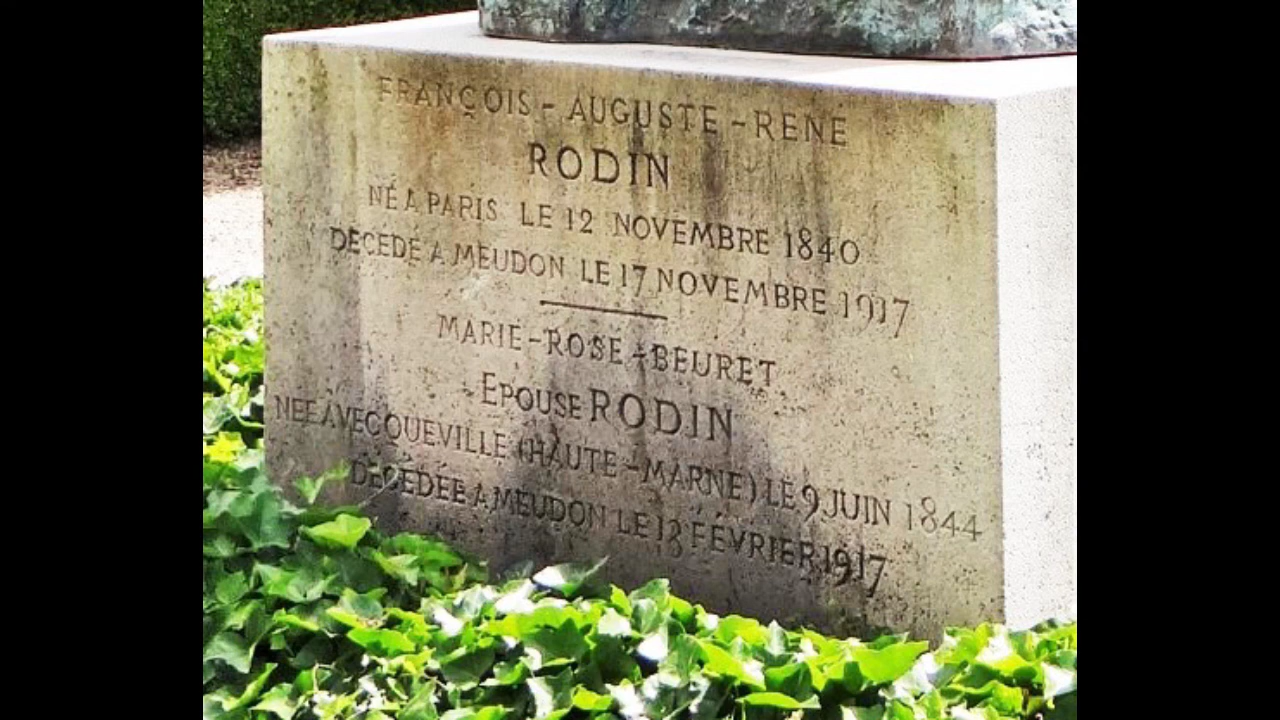 FRANÇOIS - AUGUSTE - RENÉ
RODIN
NÉ A PARIS LE 12 NOVEMBRE 1840
DÉCÉDÉ A MEUDON LE 17 NOVEMBRE 1917
MARIE - ROSE - BEURET
EPOUSE RODIN
NÉE A VECQUEVILLE (HAUTE - MARNE) LE 9 JUIN 1844
DÉCÉDÉE A MEUDON LE 13 FÉVRIER 1917